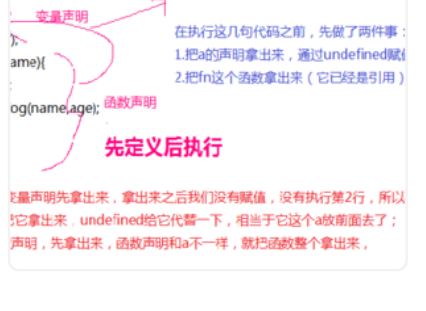 变量声明
在执行这几句代码之前，先做了两件事：
);
1.把a的声明拿出来，通过undefined赋
ame){
2.把fn这个函数拿出来（它已经是引用）
og(name,age);
函数声明
先定义后执行
变量声明先拿出来，拿出来之后我们没有赋值，没有执行第2行，所以
它拿出来，undefined给它代替一下，相当于它这个a放前面去了；
声明，先拿出来，函数声明和a不一样，就把函数整个拿出来，